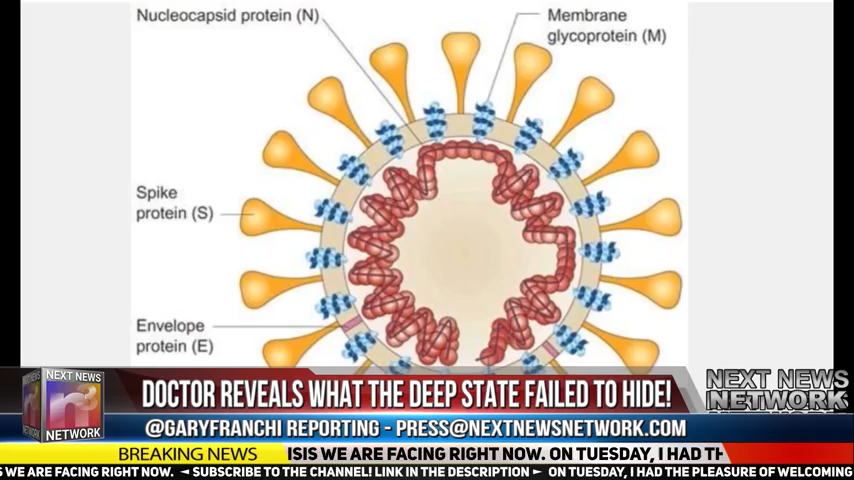 Nucleocapsid protein (N)
Membrane
glycoprotein (M)
Spike
protein (S)
Envelope
protein (E)
NEXT NEWS
n3
NETWORK
DOCTOR REVEALS WHAT THE DEEP STATE FAILED TO HIDE!
@GARYFRANCHI REPORTING - PRESS@NEXTNEWSNETWORK.COM
NEXT NEWS
NETWORK
BREAKING NEWS
ISIS WE ARE FACING RIGHT NOW. ON TUESDAY, I HAD TH
S WE ARE FACING RIGHT NOW. ◄ SUBSCRIBE TO THE CHANNEL! LINK IN THE DESCRIPTION ► ON TUESDAY, I HAD THE PLEASURE OF WELCOMING